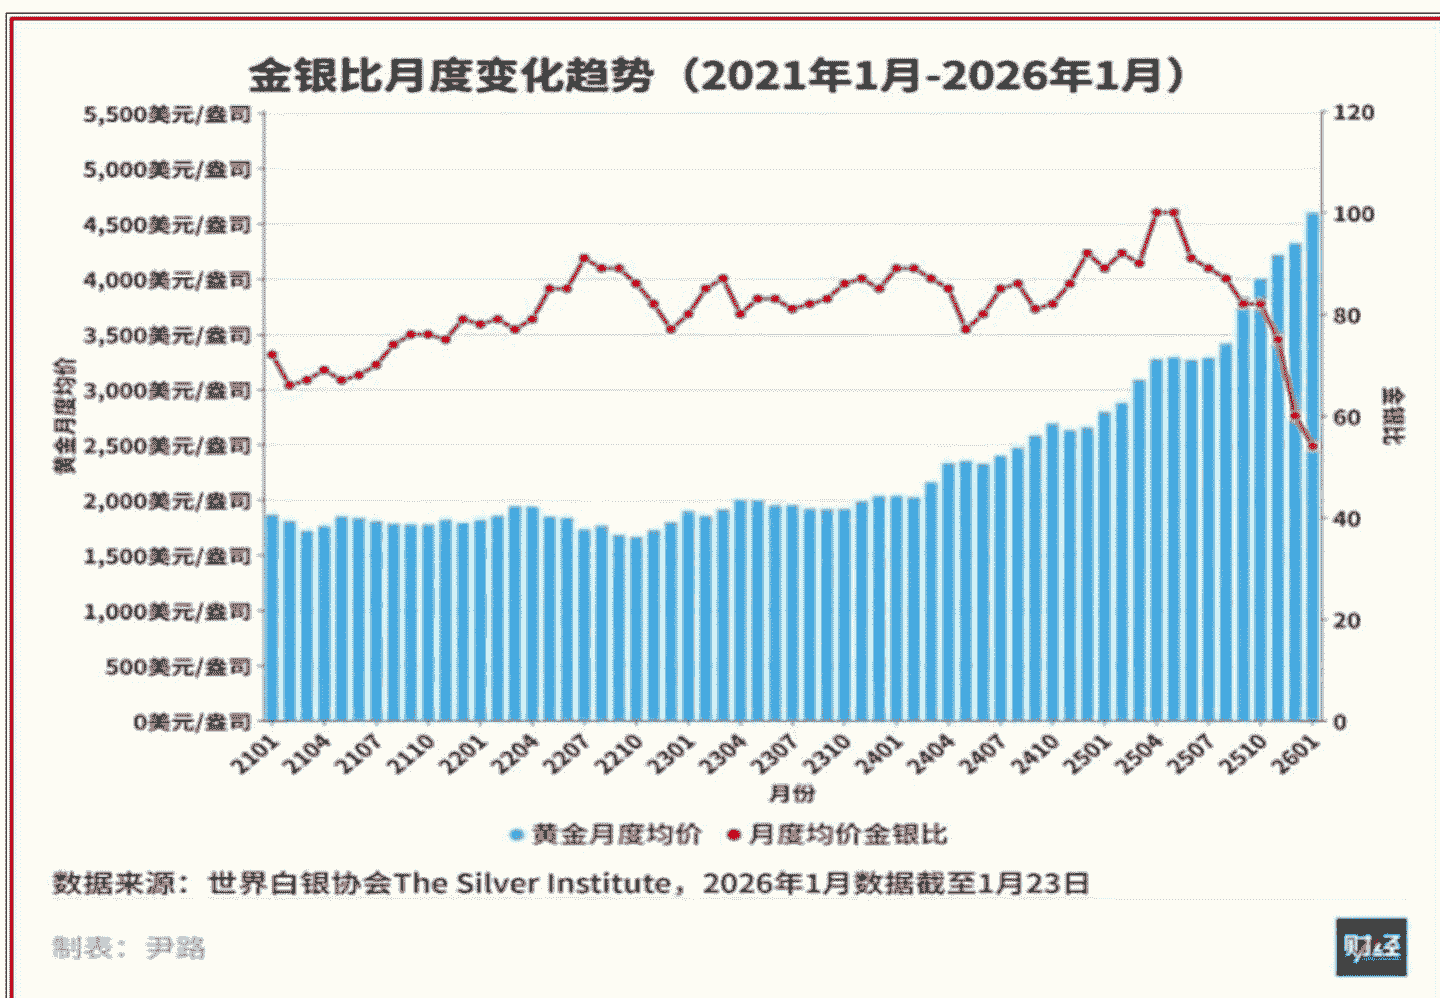 金银比月度变化趋势（2021年1月-2026年1月）
5,500美元/盎司
5,000美元/盎司
4,500美元/盎司
4,000美元/盎司
3,500美元/盎司
3,000美元/盎司
2,500美元/盎司
2,000美元/盎司
1,500美元/盎司
1,000美元/盎司
500美元/盎司
0美元/盎司
黄金月度均价
120
100
80
60
40
20
0
金银比
2101 2104 2107 2110 2201 2204 2207 2210 2301 2304 2307 2310 2401 2404 2407 2410 2501 2504 2507 2510 2601
月份
黄金月度均价 月度均价金银比
数据来源：世界白银协会The Silver Institute，2026年1月数据截至1月23日
制表：尹路
财经